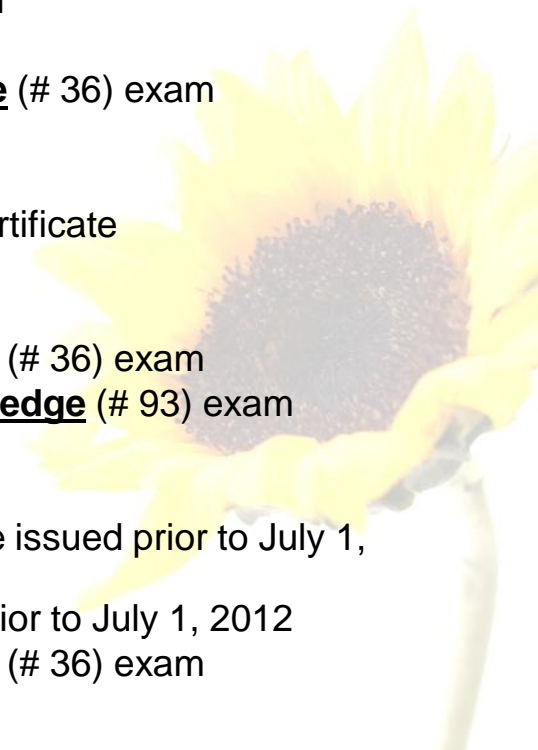 e (# 36) exam
rtificate
(# 36) exam
edge (# 93) exam
e issued prior to July 1,
ior to July 1, 2012
(# 36) exam